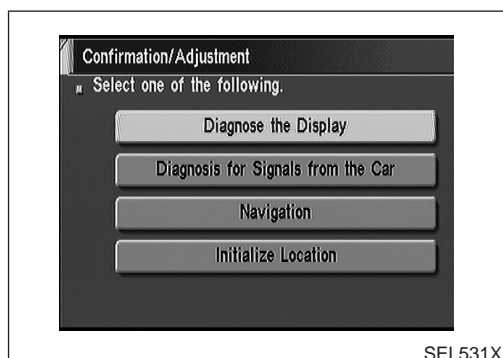 Confirmation/Adjustment
Select one of the following.
Diagnose the Display
Diagnosis for Signals from the Car
Navigation
Initialize Location
SEL531X